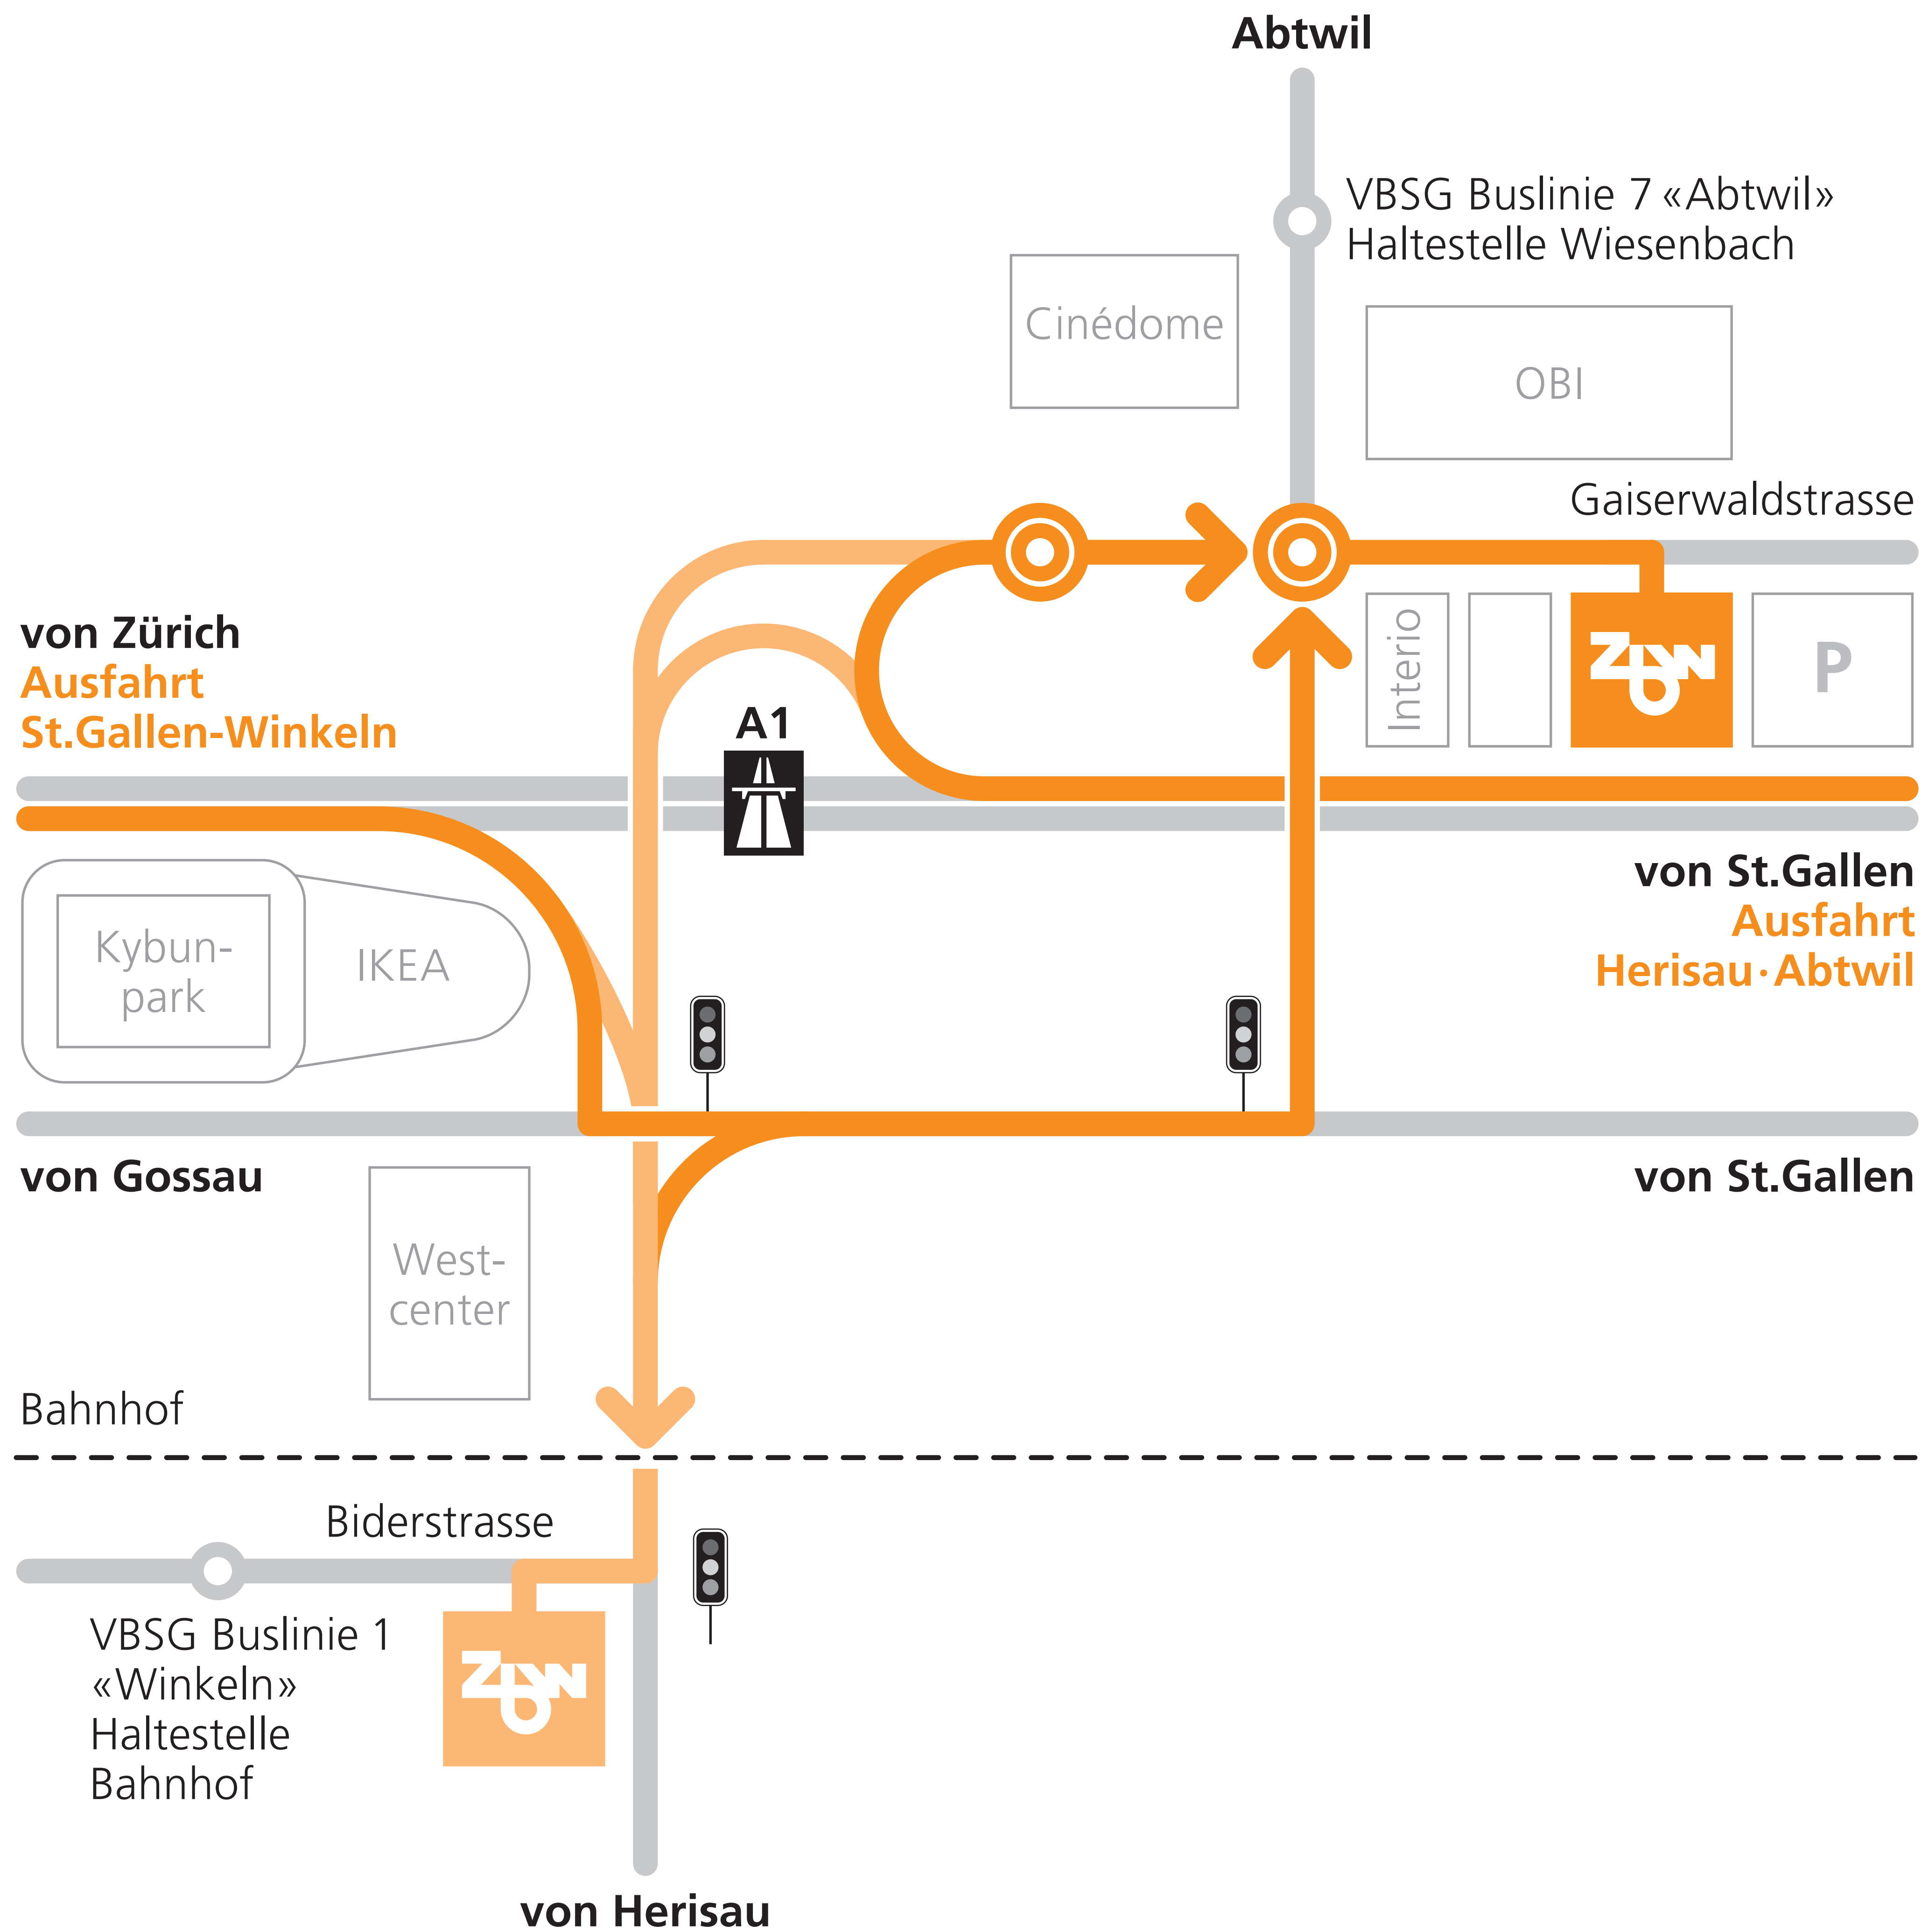 Abtwil
VBSG Buslinie 7 «Abtwil»
Haltestelle Wiesenbach
Cinédome
OBI
Gaiserwaldstrasse
von Zürich
Ausfahrt
St.Gallen-Winkeln
Interio
P
A1
von St.Gallen
Ausfahrt
Herisau·Abtwil
Kybun-
park
IKEA
von Gossau
von St.Gallen
West-
center
Bahnhof
Biderstrasse
VBSG Buslinie 1
«Winkeln»
Haltestelle
Bahnhof
von Herisau